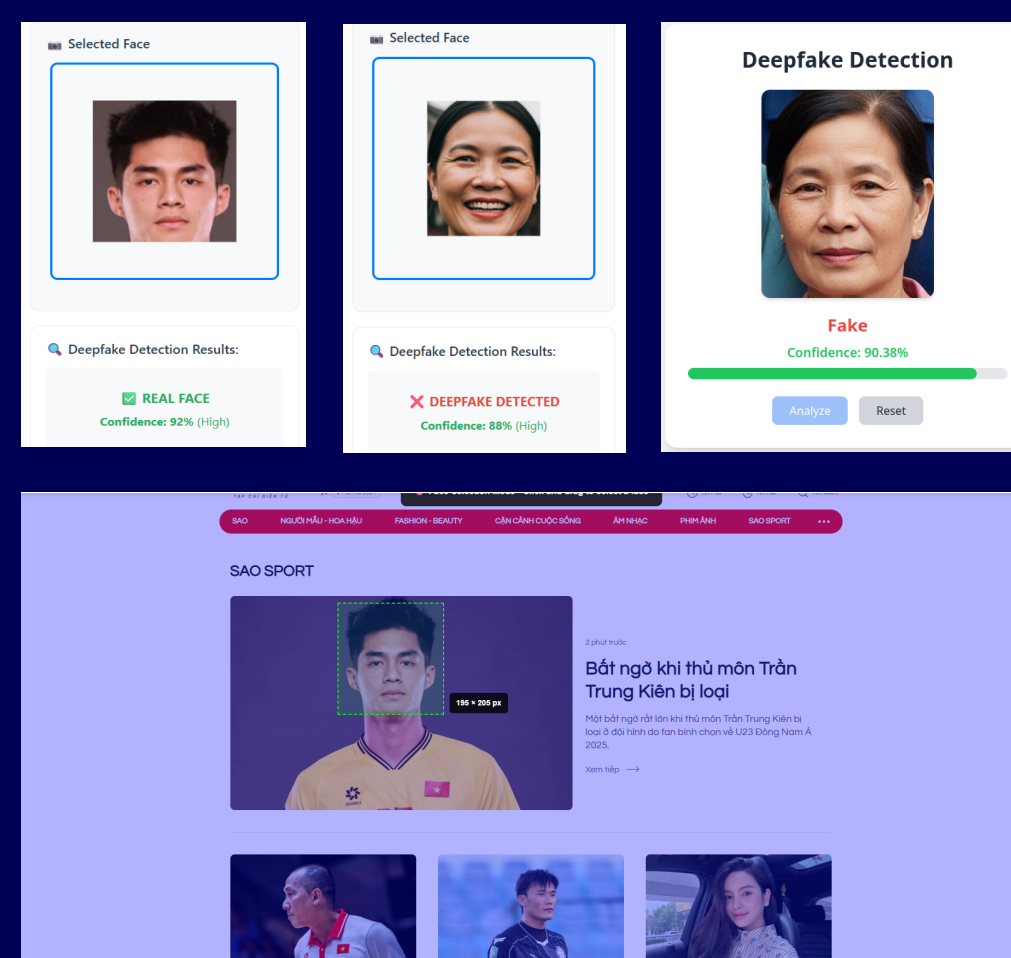 Selected Face
Deepfake Detection Results:
REAL FACE
Confidence: 92% (High)
Selected Face
Deepfake Detection Results:
DEEPFAKE DETECTED
Confidence: 88% (High)
Deepfake Detection
Fake
Confidence: 90.38%
Analyze
Reset
TẠP CHÍ ĐIỆN TỬ
SAO NGƯỜI MẪU - HOA HẬU FASHION - BEAUTY CẬN CẢNH CUỘC SỐNG ÂM NHẠC PHIM ẢNH SAO SPORT
SAO SPORT
195 × 205 px
2 phút trước
Bất ngờ khi thủ môn Trần
Trung Kiên bị loại
Một bất ngờ rất lớn khi thủ môn Trần Trung Kiên bị
loại ở đội hình do fan bình chọn về U23 Đông Nam Á
2025.
Xem tiếp